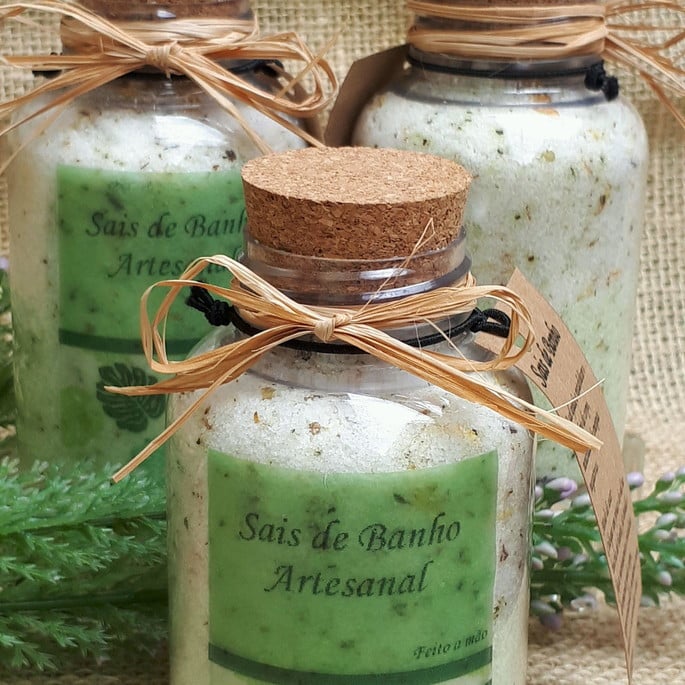 Sais de Banh
Artesa
Sais de Banho
Sais de Banho
Artesanal
Feito a mão